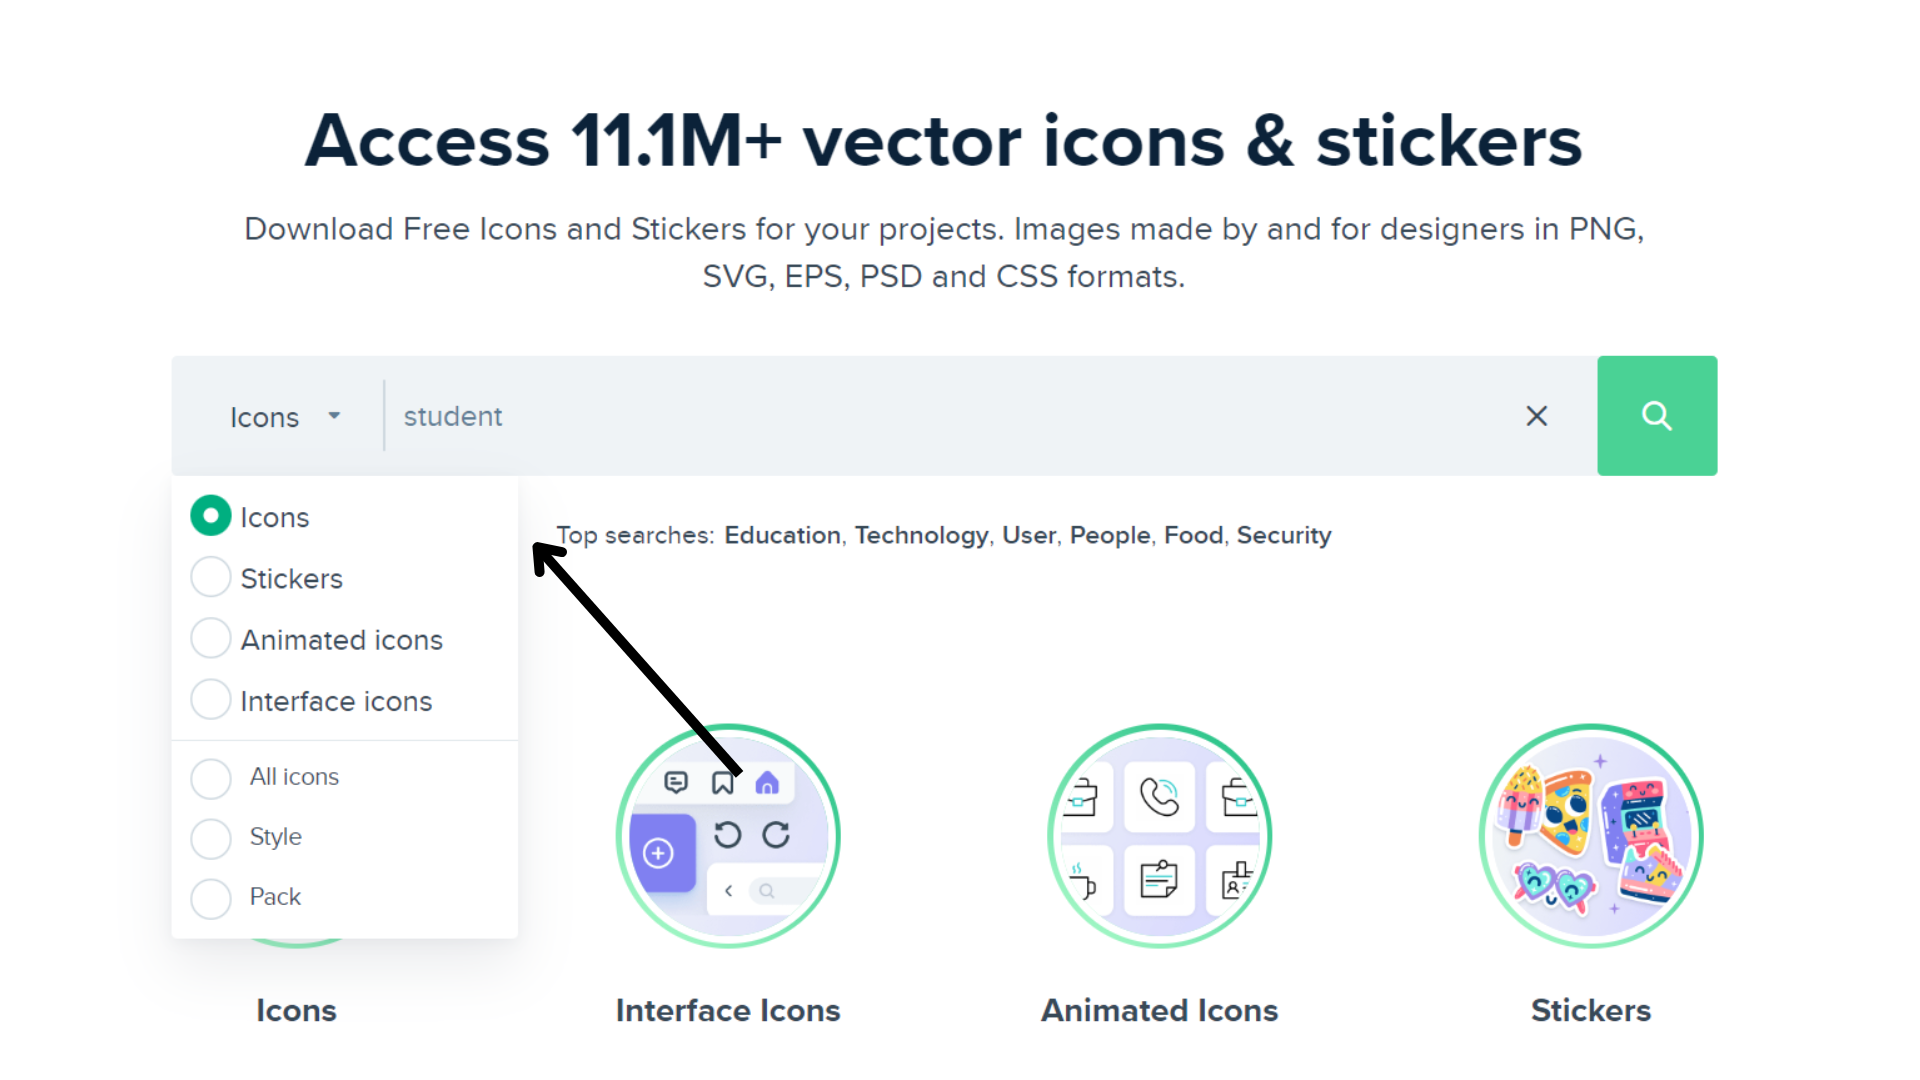 Access 11.1M+ vector icons & stickers
Download Free Icons and Stickers for your projects. Images made by and for designers in PNG,
SVG, EPS, PSD and CSS formats.
Icons student
Icons
Top searches: Education, Technology, User, People, Food, Security
Stickers
Animated icons
Interface icons
All icons
Style
Pack
Icons
Interface Icons
Animated Icons
Stickers